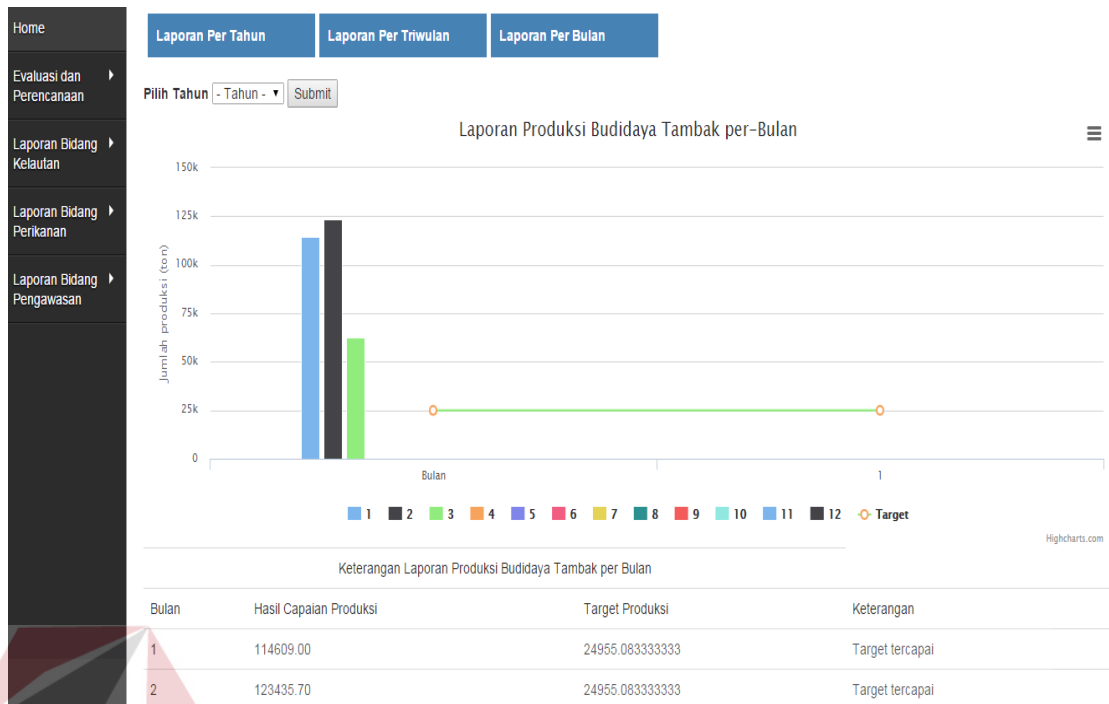 Home
Evaluasi dan
Perencanaan
Laporan Bidang
Kelautan
Laporan Bidang
Perikanan
Laporan Bidang
Pengawasan
Laporan Per Tahun Laporan Per Triwulan Laporan Per Bulan
Pilih Tahun - Tahun - Submit
Laporan Produksi Budidaya Tambak per-Bulan
Jumlah produksi (ton)
150k
125k
100k
75k
50k
25k
0
Bulan 1
1 2 3 4 5 6 7 8 9 10 11 12 Target
Highcharts.com
Keterangan Laporan Produksi Budidaya Tambak per Bulan
Bulan Hasil Capaian Produksi Target Produksi Keterangan
1 114609.00 24955.083333333 Target tercapai
2 123435.70 24955.083333333 Target tercapai